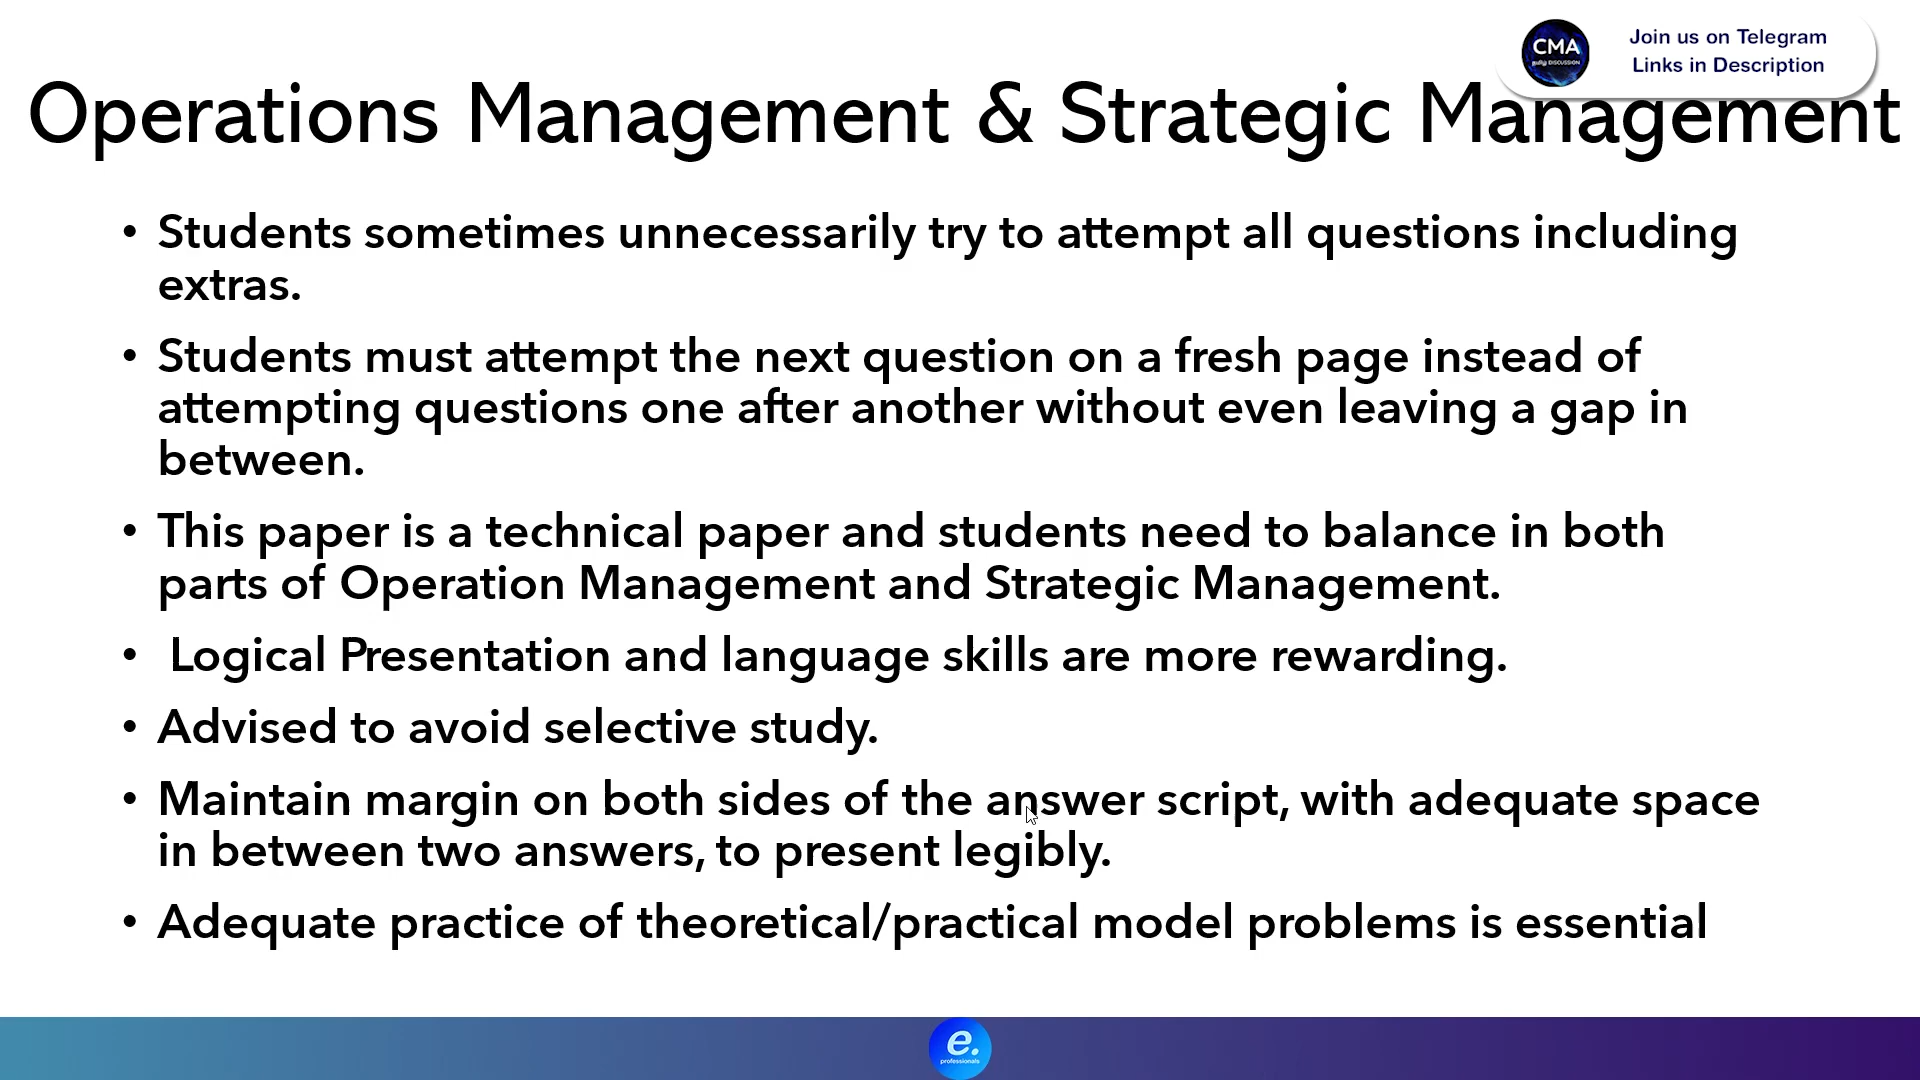 Join us on Telegram
Links in Description
CMA
DISCUSSION
Operations Management & Strategic Management
• Students sometimes unnecessarily try to attempt all questions including
extras.
• Students must attempt the next question on a fresh page instead of
attempting questions one after another without even leaving a gap in
between.
• This paper is a technical paper and students need to balance in both
parts of Operation Management and Strategic Management.
• Logical Presentation and language skills are more rewarding.
• Advised to avoid selective study.
• Maintain margin on both sides of the answer script, with adequate space
in between two answers, to present legibly.
• Adequate practice of theoretical/practical model problems is essential
e.
professionals